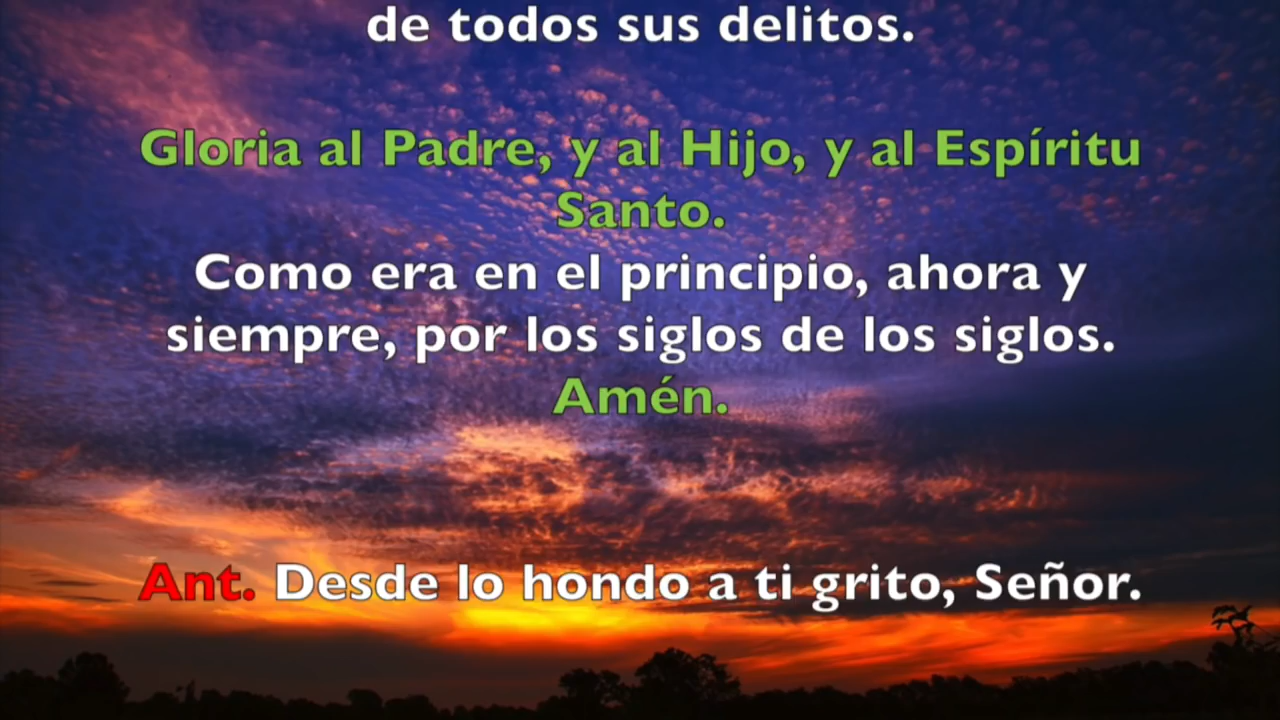 de todos sus delitos.
Gloria al Padre, y al Hijo, y al Espíritu
Santo.
Como era en el principio, ahora y
siempre, por los siglos de los siglos.
Amén.
Ant. Desde lo hondo a ti grito, Señor.